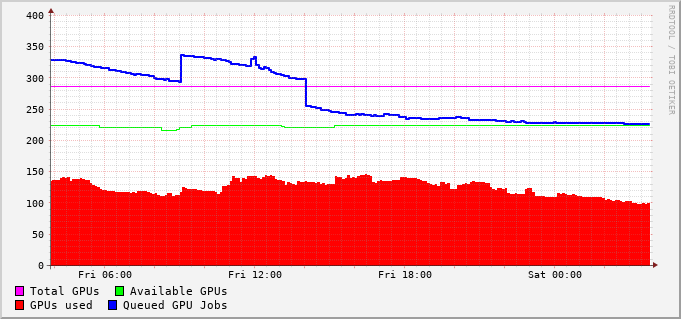 400
350
300
250
200
150
100
50
0
Fri 06:00 Fri 12:00 Fri 18:00 Sat 00:00
Total GPUs Available GPUs
GPUs used Queued GPU Jobs
RRDTOOL / TOBI OETIKER